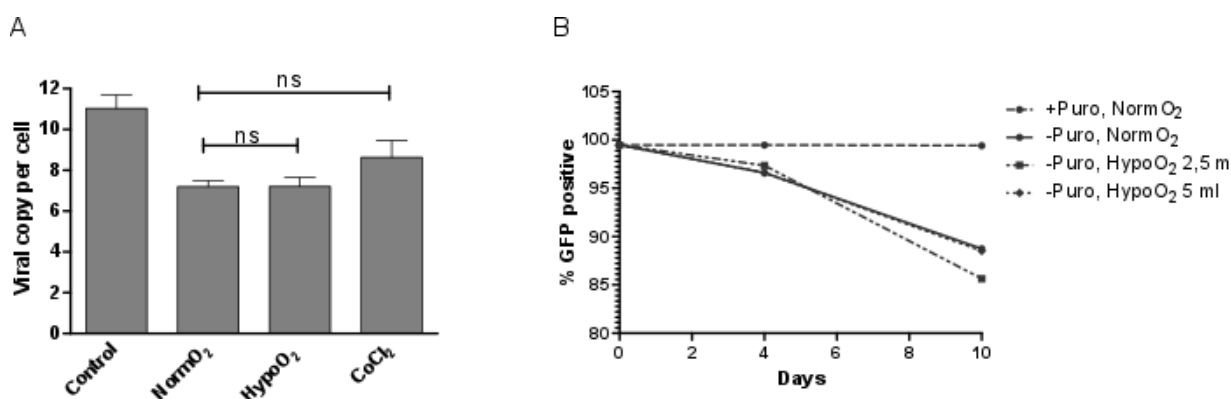 A
Viral copy per cell
12
10
8
6
4
2
0
ns
ns
Control
NormO₂
HypoO₂
CoCl₂
B
% GFP positive
105
100
95
90
85
80
0
2
4
6
8
10
Days
+Puro, NormO₂
-Puro, NormO₂
-Puro, HypoO₂ 2,5 m
-Puro, HypoO₂ 5 ml